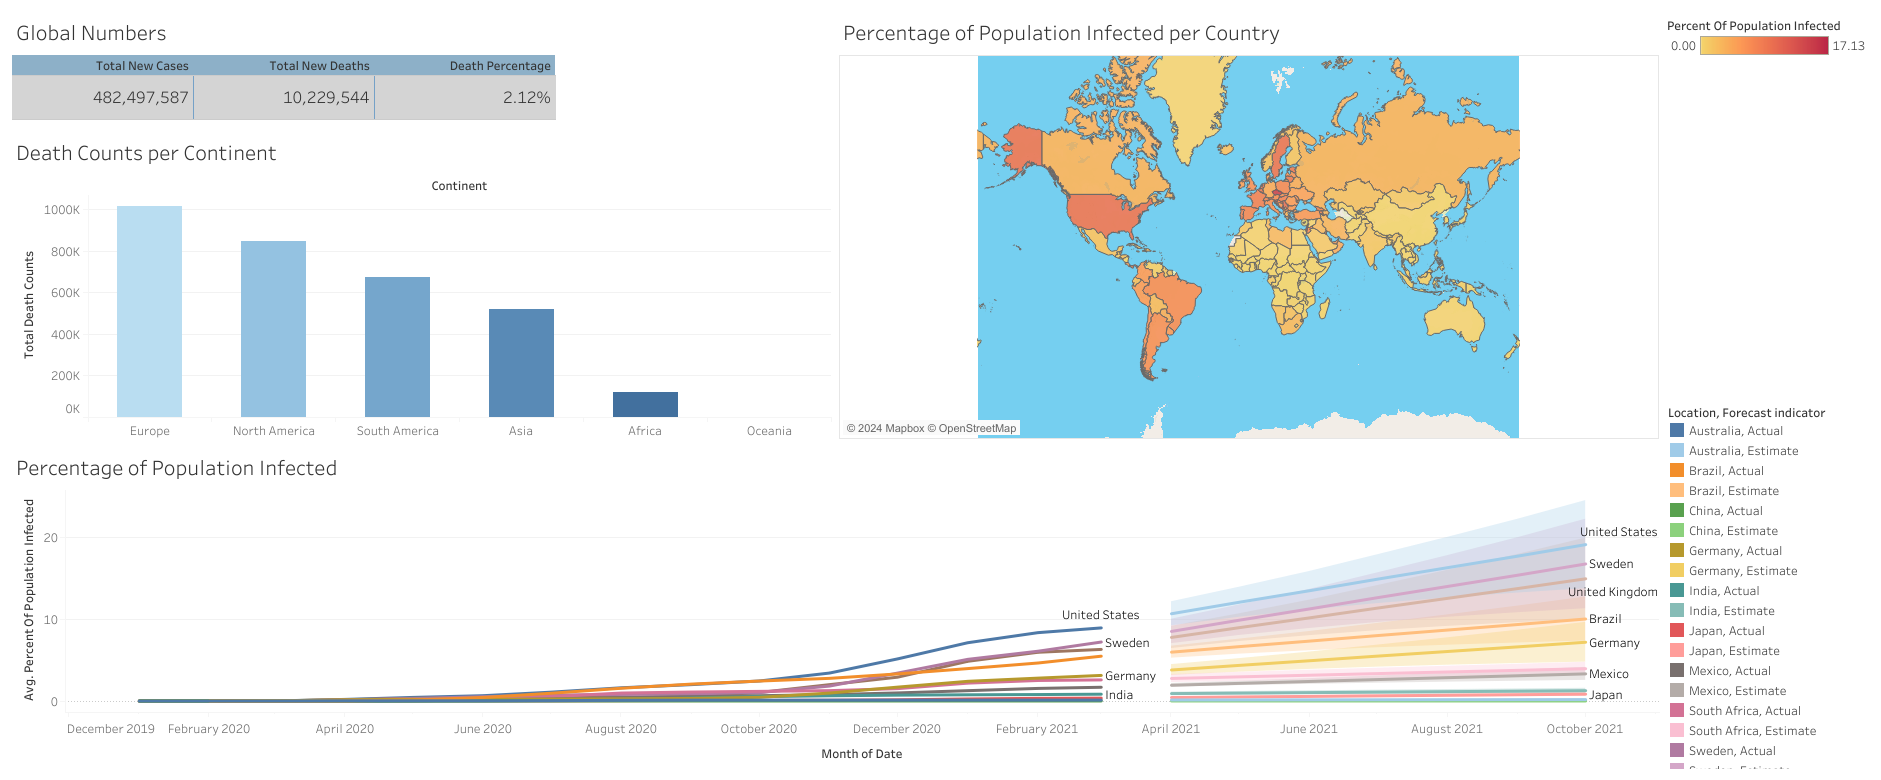 Global Numbers
Total New Cases Total New Deaths Death Percentage
482,497,587 10,229,544 2.12%
Death Counts per Continent
Continent
Total Death Counts
1000K
800K
600K
400K
200K
0K
Europe North America South America Asia Africa Oceania
Percentage of Population Infected per Country
© 2024 Mapbox © OpenStreetMap
Percent Of Population Infected
0.00 17.13
Percentage of Population Infected
Avg. Percent Of Population Infected
20
10
0
United States
Sweden
Germany
India
United States
Sweden
United Kingdom
Brazil
Germany
Mexico
Japan
December 2019 February 2020 April 2020 June 2020 August 2020 October 2020 December 2020 February 2021 April 2021 June 2021 August 2021 October 2021
Month of Date
Location, Forecast indicator
Australia, Actual
Australia, Estimate
Brazil, Actual
Brazil, Estimate
China, Actual
China, Estimate
Germany, Actual
Germany, Estimate
India, Actual
India, Estimate
Japan, Actual
Japan, Estimate
Mexico, Actual
Mexico, Estimate
South Africa, Actual
South Africa, Estimate
Sweden, Actual